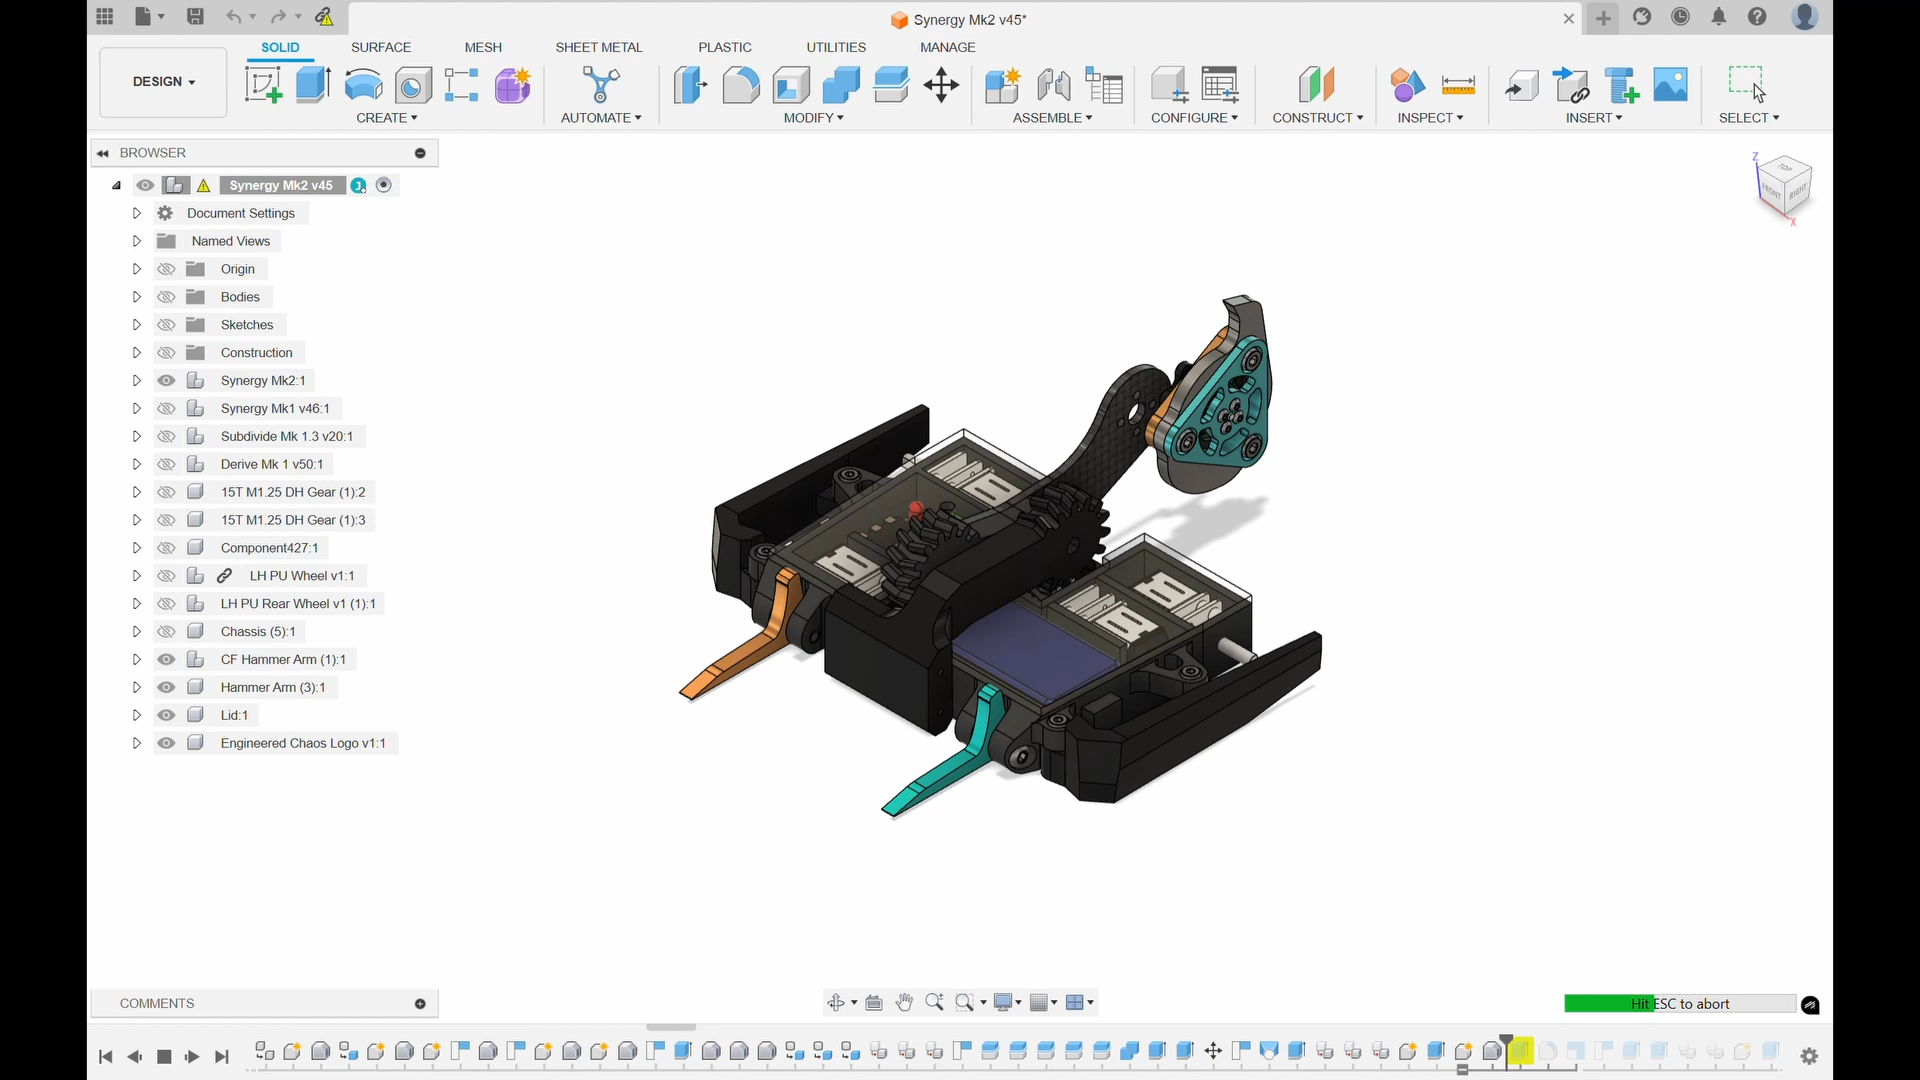 Synergy Mk2 v45*
SOLID SURFACE MESH SHEET METAL PLASTIC UTILITIES MANAGE
DESIGN
CREATE AUTOMATE MODIFY ASSEMBLE CONFIGURE CONSTRUCT INSPECT INSERT SELECT
BROWSER
Synergy Mk2 v45
Document Settings
Named Views
Origin
Bodies
Sketches
Construction
Synergy Mk2:1
Synergy Mk1 v46:1
Subdivide Mk 1.3 v20:1
Derive Mk 1 v50:1
15T M1.25 DH Gear (1):2
15T M1.25 DH Gear (1):3
Component427:1
LH PU Wheel v1:1
LH PU Rear Wheel v1 (1):1
Chassis (5):1
CF Hammer Arm (1):1
Hammer Arm (3):1
Lid:1
Engineered Chaos Logo v1:1
Z
TOP
FRONT RIGHT
X
COMMENTS
Hit ESC to abort